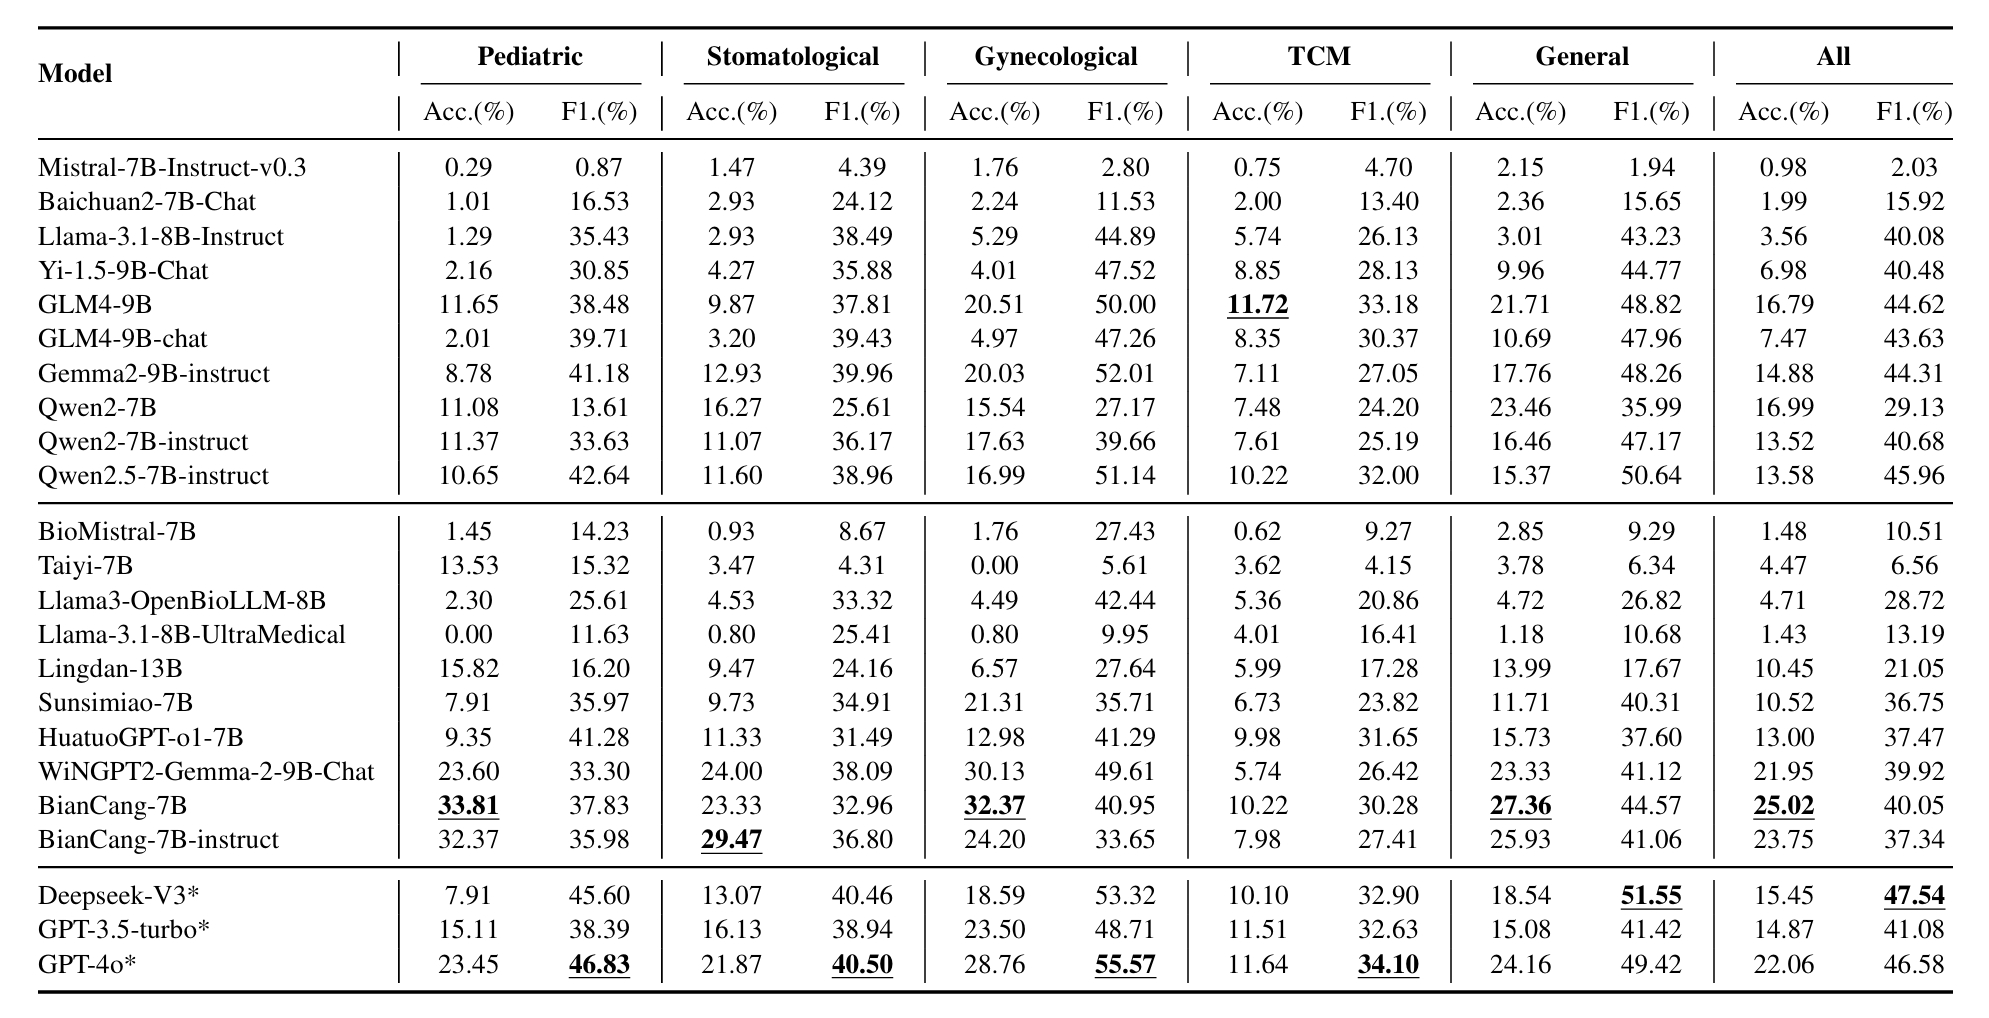 Model Pediatric Stomatological Gynecological TCM General All
Acc.(%) F1.(%) Acc.(%) F1.(%) Acc.(%) F1.(%) Acc.(%) F1.(%) Acc.(%) F1.(%) Acc.(%) F1.(%)
Mistral-7B-Instruct-v0.3 0.29 0.87 1.47 4.39 1.76 2.80 0.75 4.70 2.15 1.94 0.98 2.03
Baichuan2-7B-Chat 1.01 16.53 2.93 24.12 2.24 11.53 2.00 13.40 2.36 15.65 1.99 15.92
Llama-3.1-8B-Instruct 1.29 35.43 2.93 38.49 5.29 44.89 5.74 26.13 3.01 43.23 3.56 40.08
Yi-1.5-9B-Chat 2.16 30.85 4.27 35.88 4.01 47.52 8.85 28.13 9.96 44.77 6.98 40.48
GLM4-9B 11.65 38.48 9.87 37.81 20.51 50.00 11.72 33.18 21.71 48.82 16.79 44.62
GLM4-9B-chat 2.01 39.71 3.20 39.43 4.97 47.26 8.35 30.37 10.69 47.96 7.47 43.63
Gemma2-9B-instruct 8.78 41.18 12.93 39.96 20.03 52.01 7.11 27.05 17.76 48.26 14.88 44.31
Qwen2-7B 11.08 13.61 16.27 25.61 15.54 27.17 7.48 24.20 23.46 35.99 16.99 29.13
Qwen2-7B-instruct 11.37 33.63 11.07 36.17 17.63 39.66 7.61 25.19 16.46 47.17 13.52 40.68
Qwen2.5-7B-instruct 10.65 42.64 11.60 38.96 16.99 51.14 10.22 32.00 15.37 50.64 13.58 45.96
BioMistral-7B 1.45 14.23 0.93 8.67 1.76 27.43 0.62 9.27 2.85 9.29 1.48 10.51
Taiyi-7B 13.53 15.32 3.47 4.31 0.00 5.61 3.62 4.15 3.78 6.34 4.47 6.56
Llama3-OpenBioLLM-8B 2.30 25.61 4.53 33.32 4.49 42.44 5.36 20.86 4.72 26.82 4.71 28.72
Llama-3.1-8B-UltraMedical 0.00 11.63 0.80 25.41 0.80 9.95 4.01 16.41 1.18 10.68 1.43 13.19
Lingdan-13B 15.82 16.20 9.47 24.16 6.57 27.64 5.99 17.28 13.99 17.67 10.45 21.05
Sunsimiao-7B 7.91 35.97 9.73 34.91 21.31 35.71 6.73 23.82 11.71 40.31 10.52 36.75
HuatuoGPT-o1-7B 9.35 41.28 11.33 31.49 12.98 41.29 9.98 31.65 15.73 37.60 13.00 37.47
WiNGPT2-Gemma-2-9B-Chat 23.60 33.30 24.00 38.09 30.13 49.61 5.74 26.42 23.33 41.12 21.95 39.92
BianCang-7B 33.81 37.83 23.33 32.96 32.37 40.95 10.22 30.28 27.36 44.57 25.02 40.05
BianCang-7B-instruct 32.37 35.98 29.47 36.80 24.20 33.65 7.98 27.41 25.93 41.06 23.75 37.34
Deepseek-V3* 7.91 45.60 13.07 40.46 18.59 53.32 10.10 32.90 18.54 51.55 15.45 47.54
GPT-3.5-turbo* 15.11 38.39 16.13 38.94 23.50 48.71 11.51 32.63 15.08 41.42 14.87 41.08
GPT-4o* 23.45 46.83 21.87 40.50 28.76 55.57 11.64 34.10 24.16 49.42 22.06 46.58